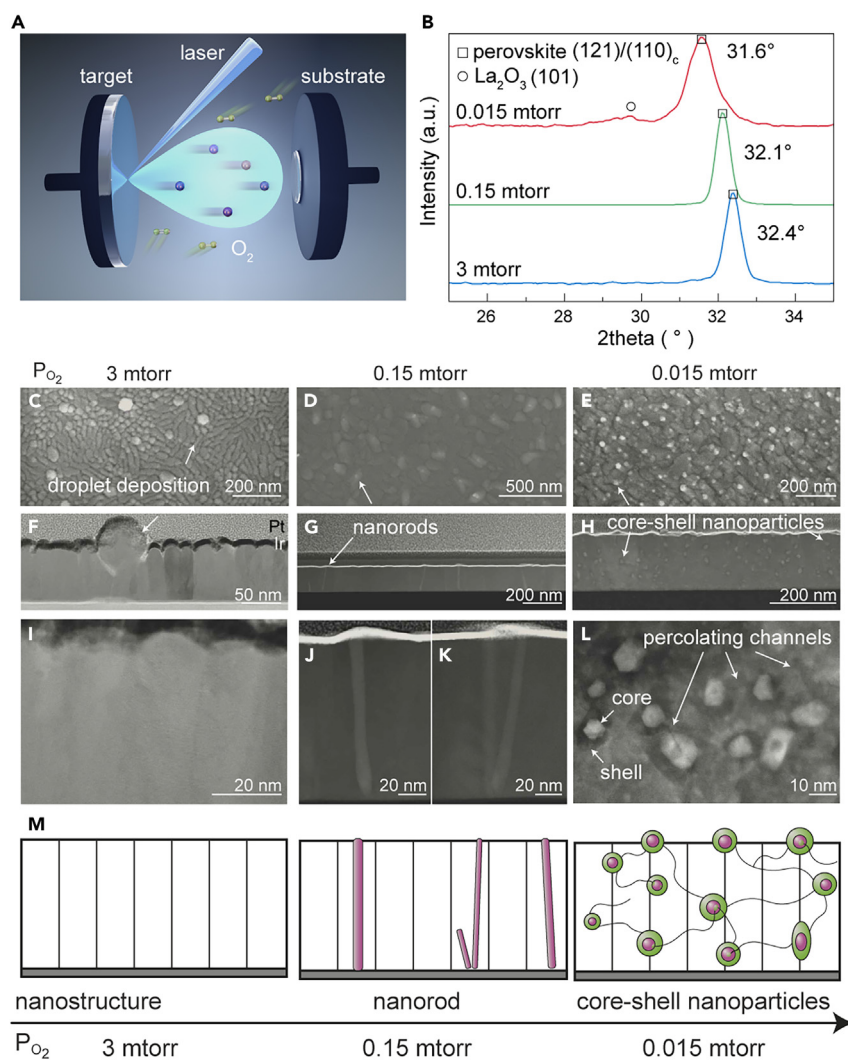 A
laser
target
substrate
O₂
B
□ perovskite (121)/(110)c
○ La₂O₃ (101)
31.6°
0.015 mtorr
32.1°
0.15 mtorr
32.4°
3 mtorr
Intensity (a.u.)
26 28 30 32 34
2theta ( ° )
P_O₂ 3 mtorr 0.15 mtorr 0.015 mtorr
C
droplet deposition
200 nm
D
500 nm
E
200 nm
F
Pt
Ir
50 nm
G
nanorods
200 nm
H
core-shell nanoparticles
200 nm
I
20 nm
J
20 nm
K
20 nm
L
percolating channels
core
shell
10 nm
M
nanostructure nanorod core-shell nanoparticles
P_O₂ 3 mtorr 0.15 mtorr 0.015 mtorr